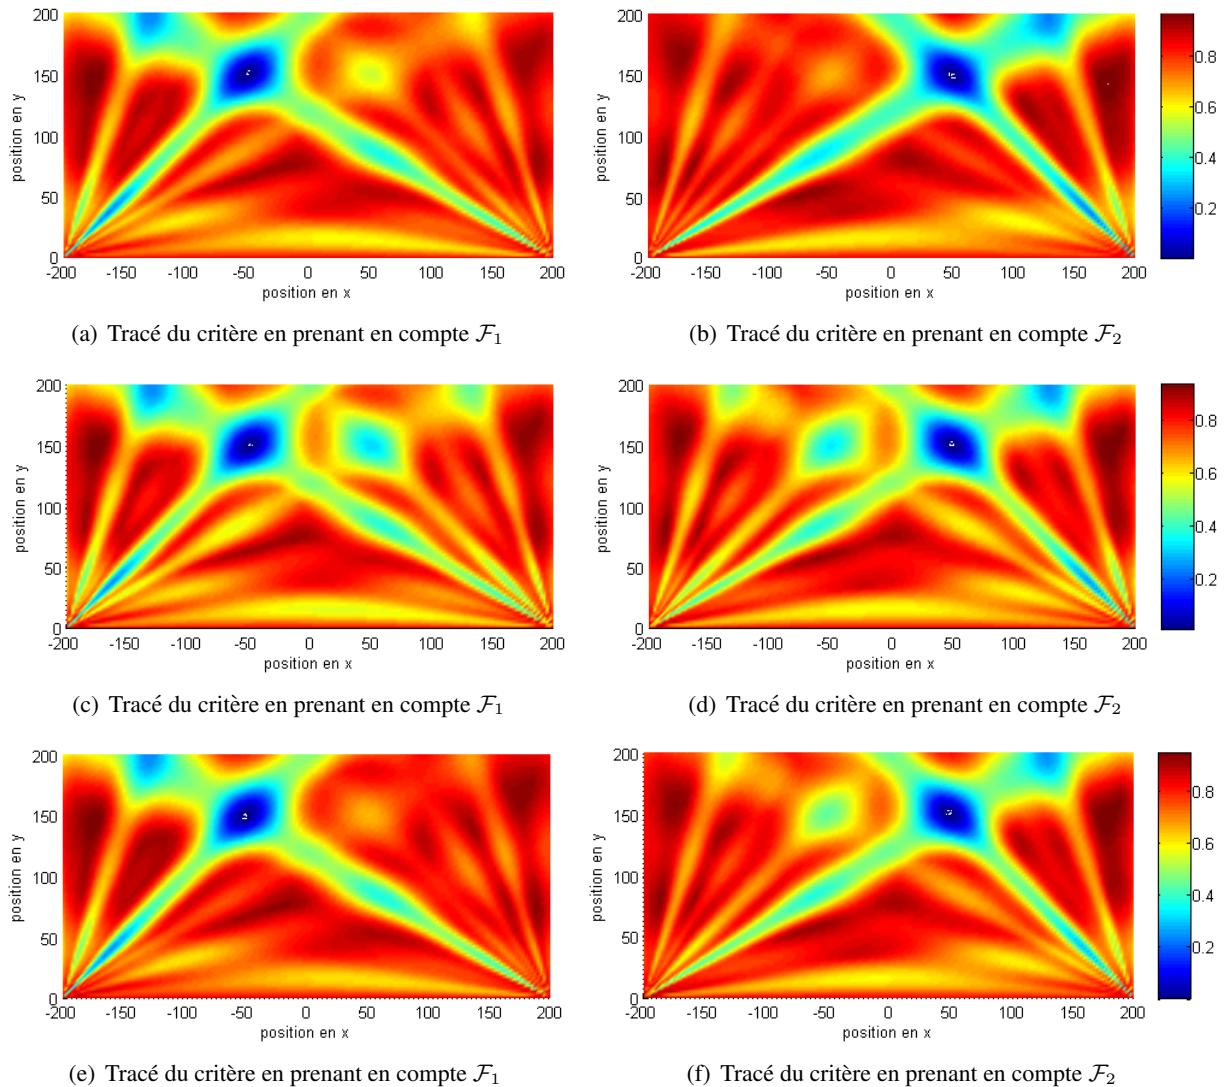 200
150
100
50
0
-200 -150 -100 -50 0 50 100 150 200
position en x
position en y
200
150
100
50
0
-200 -150 -100 -50 0 50 100 150 200
position en x
position en y
0.8
0.6
0.4
0.2
(a) Tracé du critère en prenant en compte F₁
(b) Tracé du critère en prenant en compte F₂
200
150
100
50
0
-200 -150 -100 -50 0 50 100 150 200
position en x
position en y
200
150
100
50
0
-200 -150 -100 -50 0 50 100 150 200
position en x
position en y
0.8
0.6
0.4
0.2
(c) Tracé du critère en prenant en compte F₁
(d) Tracé du critère en prenant en compte F₂
200
150
100
50
0
-200 -150 -100 -50 0 50 100 150 200
position en x
position en y
200
150
100
50
0
-200 -150 -100 -50 0 50 100 150 200
position en x
position en y
0.8
0.6
0.4
0.2
(e) Tracé du critère en prenant en compte F₁
(f) Tracé du critère en prenant en compte F₂